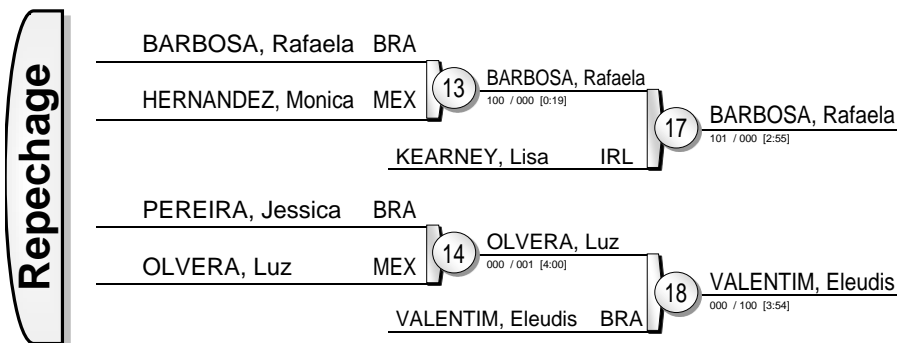 Repechage
BARBOSA, Rafaela BRA
HERNANDEZ, Monica MEX
13
BARBOSA, Rafaela
100 / 000 [0:19]
KEARNEY, Lisa IRL
17
BARBOSA, Rafaela
101 / 000 [2:55]
PEREIRA, Jessica BRA
OLVERA, Luz MEX
14
OLVERA, Luz
000 / 001 [4:00]
VALENTIM, Eleudis BRA
18
VALENTIM, Eleudis
000 / 100 [3:54]